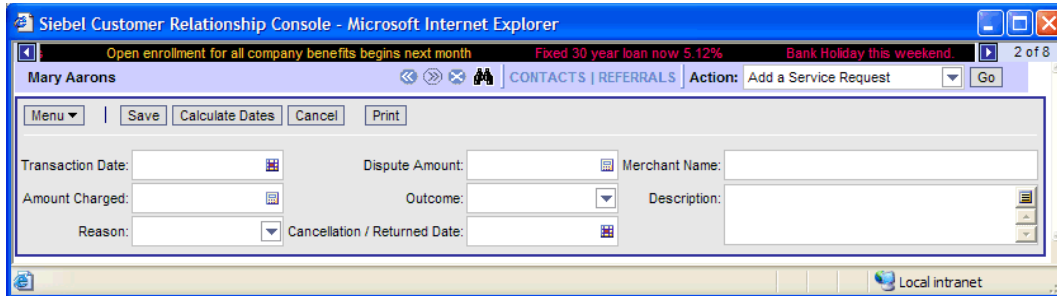 Siebel Customer Relationship Console - Microsoft Internet Explorer
Open enrollment for all company benefits begins next month Fixed 30 year loan now 5.12% Bank Holiday this weekend. 2 of 8
Mary Aarons CONTACTS | REFERRALS Action: Add a Service Request Go
Menu Save Calculate Dates Cancel Print
Transaction Date: Dispute Amount: Merchant Name:
Amount Charged: Outcome: Description:
Reason: Cancellation / Returned Date:
Local intranet